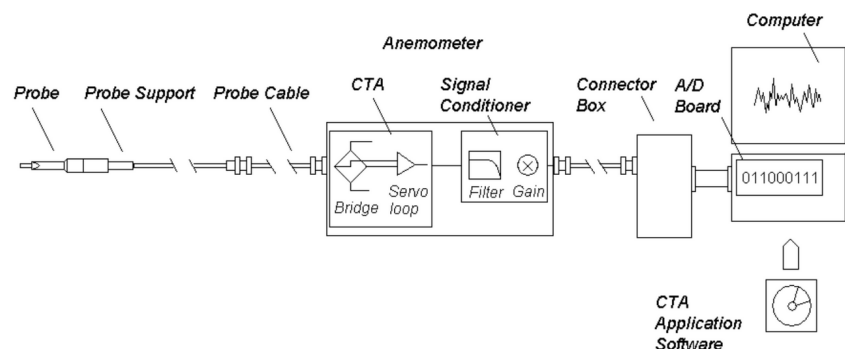 Computer
Anemometer
Probe
Probe Support
Probe Cable
CTA
Signal
Conditioner
Connector
Box
A/D
Board
Bridge
Servo
loop
Filter
Gain
011000111
CTA
Application
Software